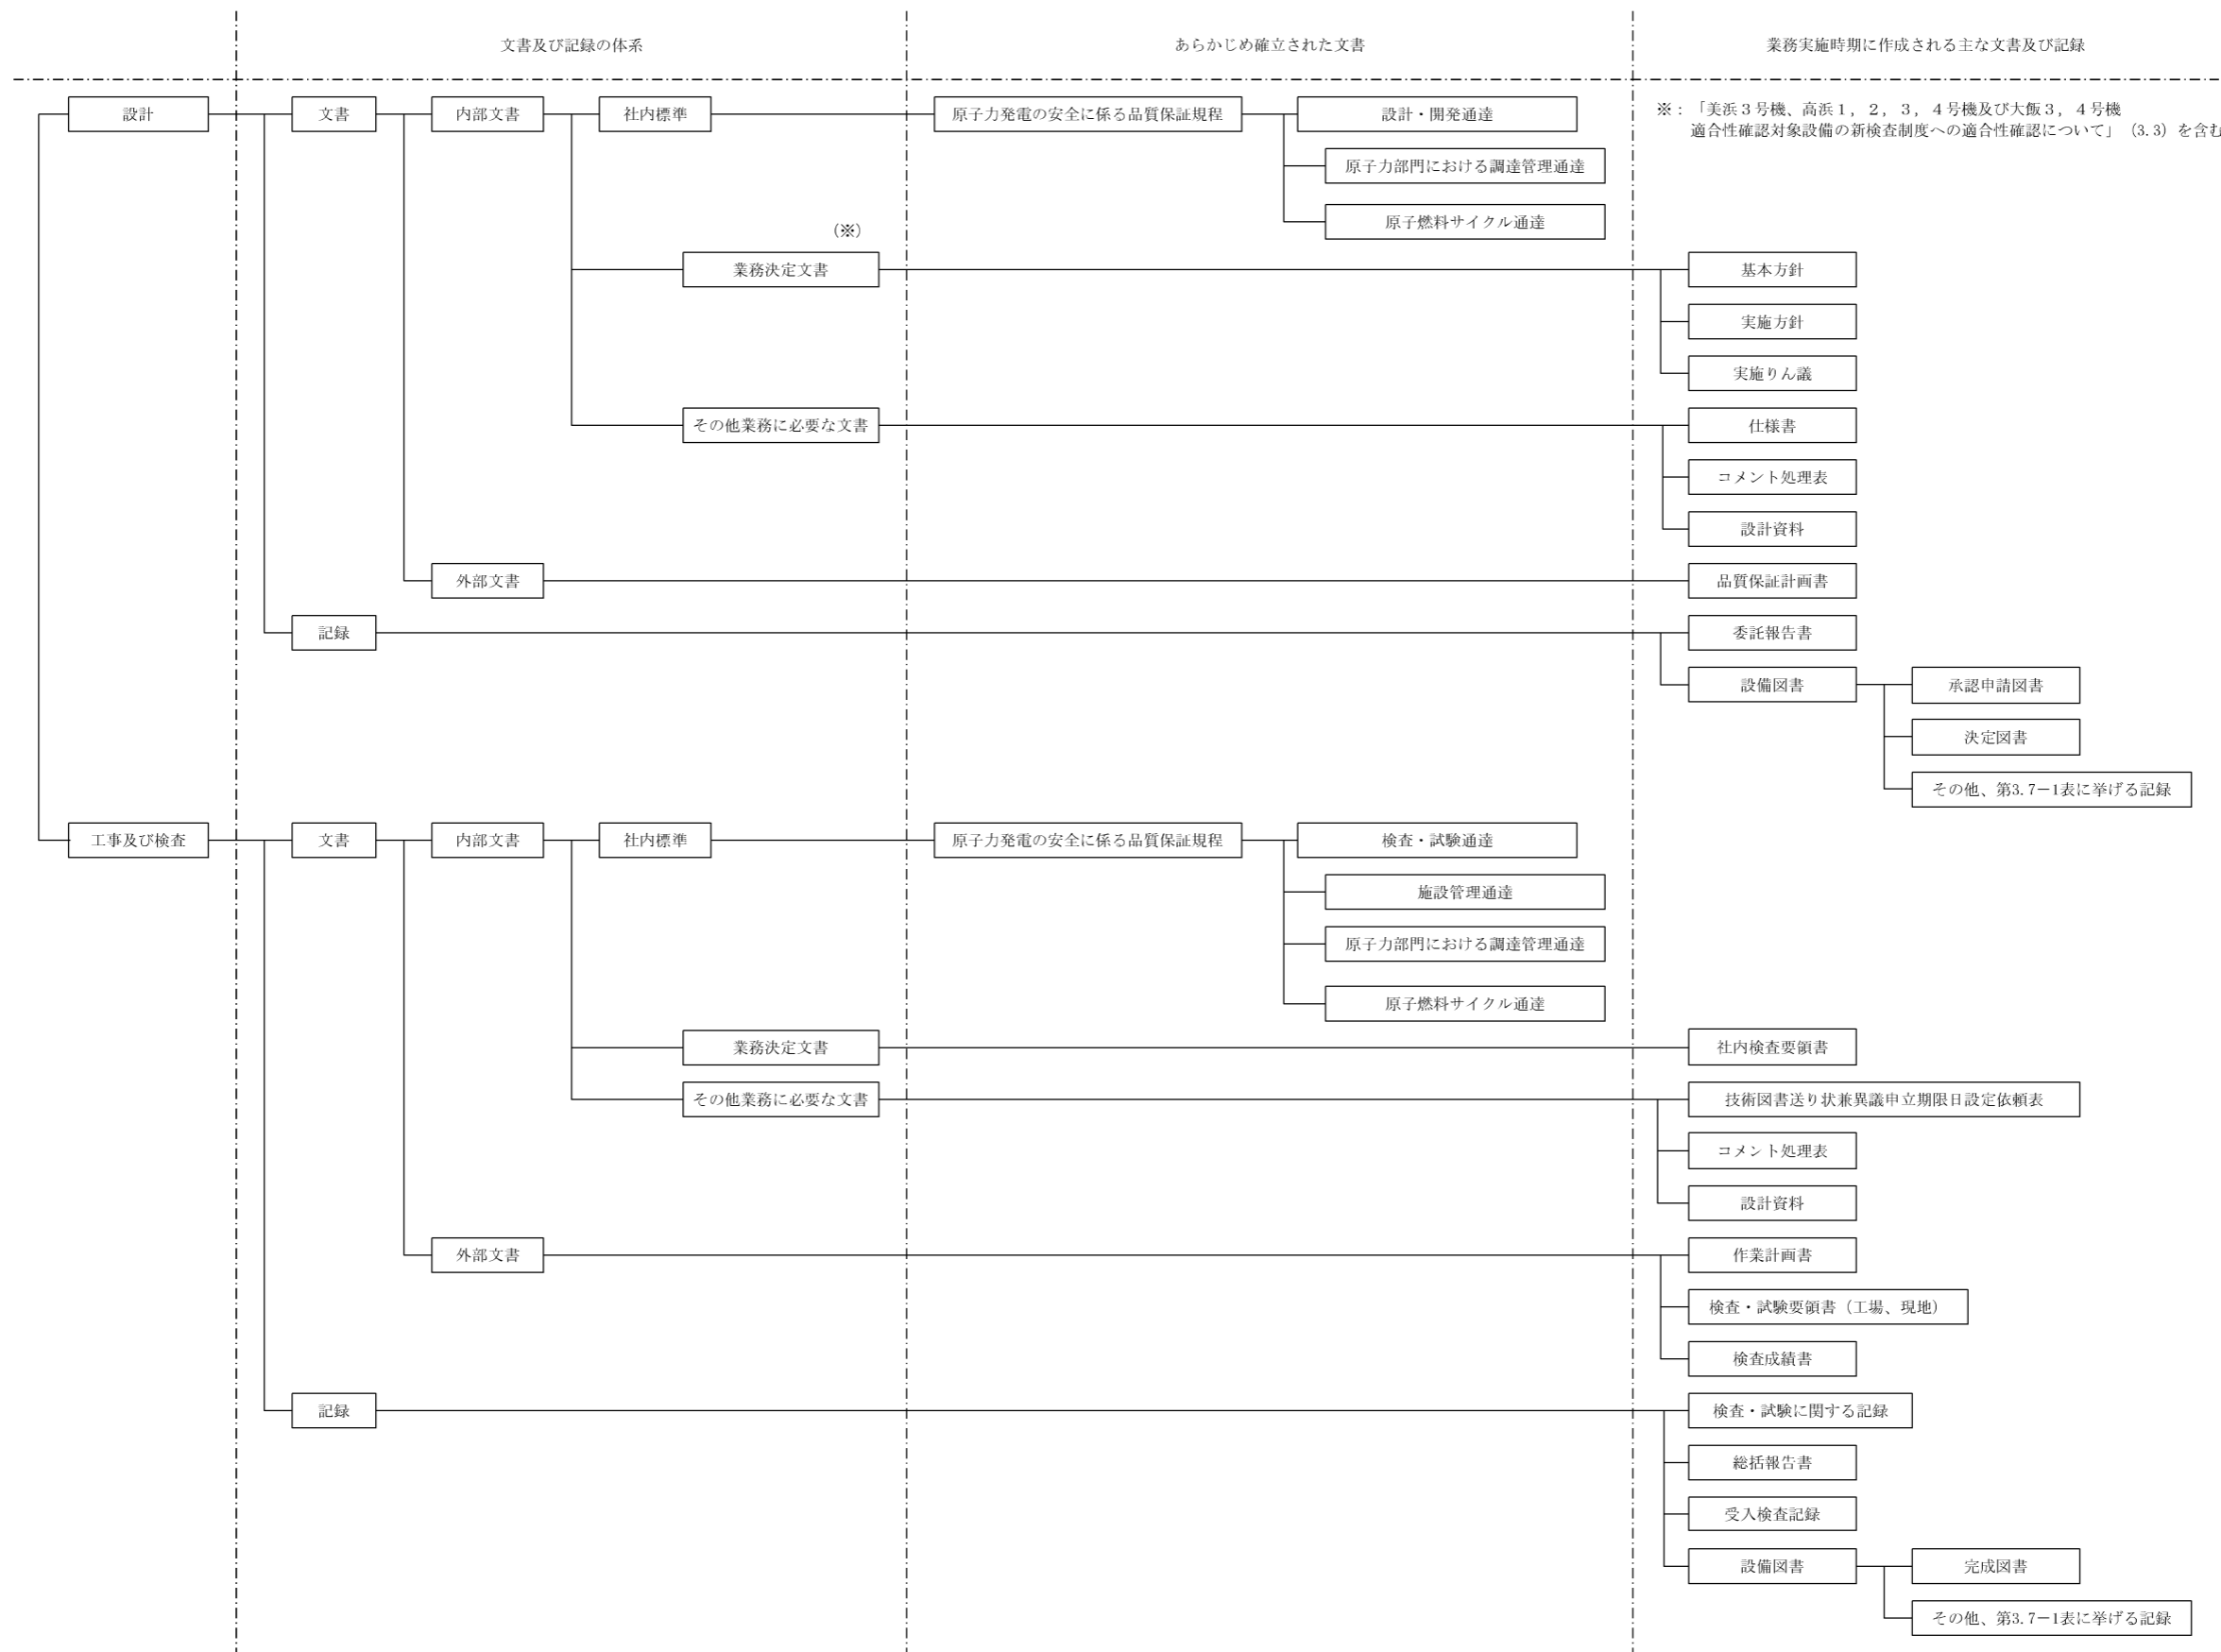 文書及び記録の体系
あらかじめ確立された文書
業務実施時期に作成される主な文書及び記録
設計
文書
内部文書
社内標準
原子力発電の安全に係る品質保証規程
設計・開発通達
※:「美浜3号機、高浜1,2,3,4号機及び大飯3,4号機
適合性確認対象設備の新検査制度への適合性確認について」(3.3)を含む
原子力部門における調達管理通達
原子燃料サイクル通達
(※)
業務決定文書
基本方針
実施方針
実施りん議
その他業務に必要な文書
仕様書
コメント処理表
設計資料
外部文書
品質保証計画書
記録
委託報告書
設備図書
承認申請図書
決定図書
その他、第3.7-1表に挙げる記録
工事及び検査
文書
内部文書
社内標準
原子力発電の安全に係る品質保証規程
検査・試験通達
施設管理通達
原子力部門における調達管理通達
原子燃料サイクル通達
業務決定文書
社内検査要領書
その他業務に必要な文書
技術図書送り状兼異議申立期限日設定依頼表
コメント処理表
設計資料
外部文書
作業計画書
検査・試験要領書(工場、現地)
検査成績書
記録
検査・試験に関する記録
総括報告書
受入検査記録
設備図書
完成図書
その他、第3.7-1表に挙げる記録